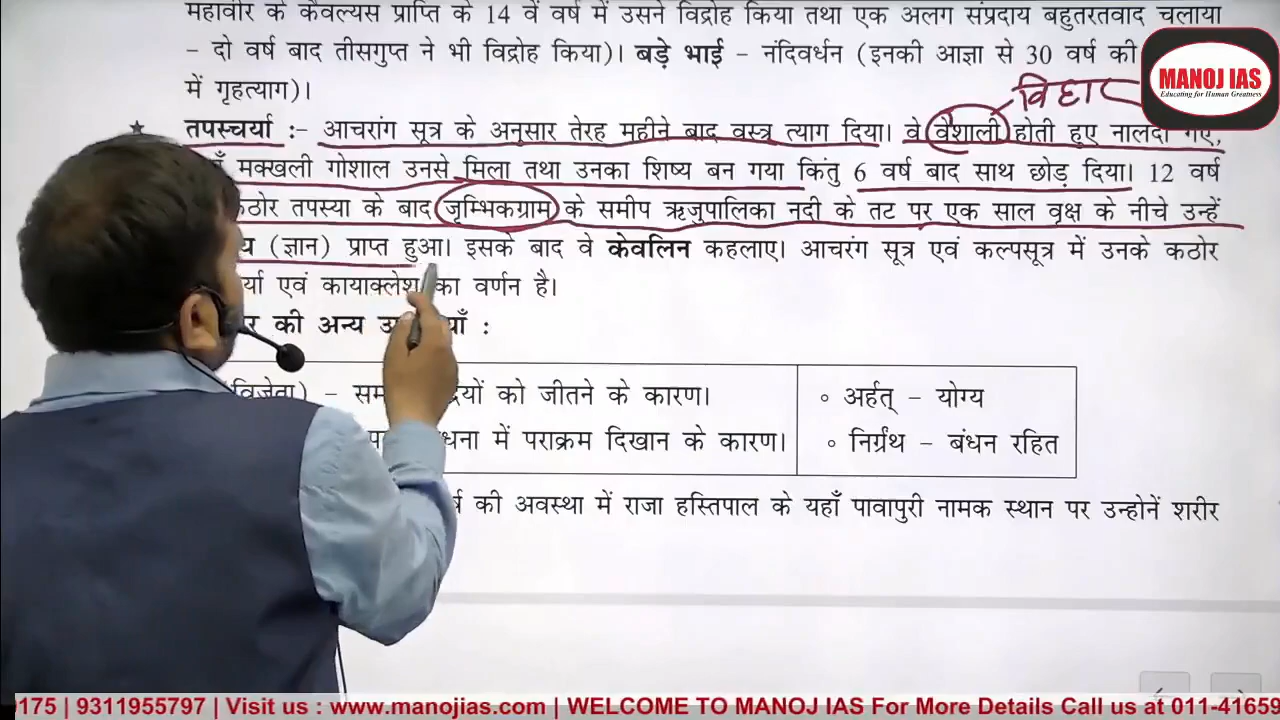 महावीर के कैवल्यस प्राप्ति के 14 वें वर्ष में उसने विद्रोह किया तथा एक अलग संप्रदाय बहुतरतवाद चलाया
– दो वर्ष बाद तीसगुप्त ने भी विद्रोह किया)। बड़े भाई – नंदिवर्धन (इनकी आज्ञा से 30 वर्ष की
में गृहत्याग)।
विहार
MANOJ IAS
Educating for Human Greatness
★ तपस्चर्या :- आचरांग सूत्र के अनुसार तेरह महीने बाद वस्त्र त्याग दिया। वे वैशाली होती हुए नालंदा गए,
मक्खली गोशाल उनसे मिला तथा उनका शिष्य बन गया किंतु 6 वर्ष बाद साथ छोड़ दिया। 12 वर्ष
कठोर तपस्या के बाद जृम्भिकग्राम के समीप ऋजुपालिका नदी के तट पर एक साल वृक्ष के नीचे उन्हें
(ज्ञान) प्राप्त हुआ। इसके बाद वे केवलिन कहलाए। आचरंग सूत्र एवं कल्पसूत्र में उनके कठोर
एवं कायाक्लेश का वर्णन है।
की अन्य :
(विजेता) – को जीतने के कारण।
में पराक्रम दिखान के कारण।
◦ अर्हत् – योग्य
◦ निर्ग्रंथ – बंधन रहित
की अवस्था में राजा हस्तिपाल के यहाँ पावापुरी नामक स्थान पर उन्होनें शरीर
0175 | 9311955797 | Visit us : www.manojias.com | WELCOME TO MANOJ IAS For More Details Call us at 011-41659